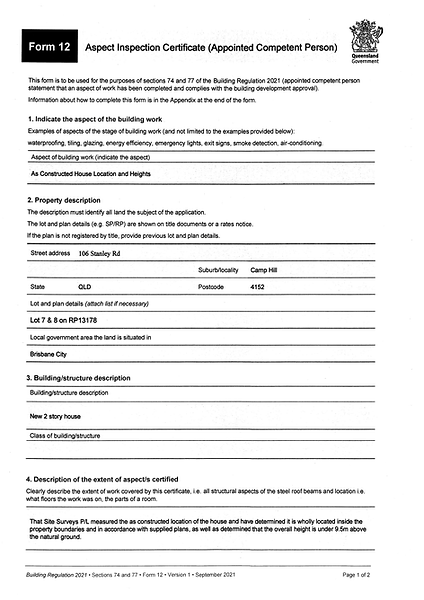 Form 12
Aspect Inspection Certificate (Appointed Competent Person)
Queensland
Government
This form is to be used for the purposes of sections 74 and 77 of the Building Regulation 2021 (appointed competent person
statement that an aspect of work has been completed and complies with the building development approval).
Information about how to complete this form is in the Appendix at the end of the form.
1. Indicate the aspect of the building work
Examples of aspects of the stage of building work (and not limited to the examples provided below):
waterproofing, tiling, glazing, energy efficiency, emergency lights, exit signs, smoke detection, air-conditioning.
Aspect of building work (indicate the aspect)
As Constructed House Location and Heights
2. Property description
The description must identify all land the subject of the application.
The lot and plan details (e.g. SP/RP) are shown on title documents or a rates notice.
If the plan is not registered by title, provide previous lot and plan details.
Street address 106 Stanley Rd
Suburb/locality Camp Hill
State QLD Postcode 4152
Lot and plan details (attach list if necessary)
Lot 7 & 8 on RP13178
Local government area the land is situated in
Brisbane City
3. Building/structure description
Building/structure description
New 2 story house
Class of building/structure
4. Description of the extent of aspect/s certified
Clearly describe the extent of work covered by this certificate, i.e. all structural aspects of the steel roof beams and location i.e.
what floors the work was on, the parts of a room.
That Site Surveys P/L measured the as constructed location of the house and have determined it is wholly located inside the
property boundaries and in accordance with supplied plans, as well as determined that the overall height is under 9.5m above
the natural ground.
Building Regulation 2021 • Sections 74 and 77 • Form 12 • Version 1 • September 2021
Page 1 of 2